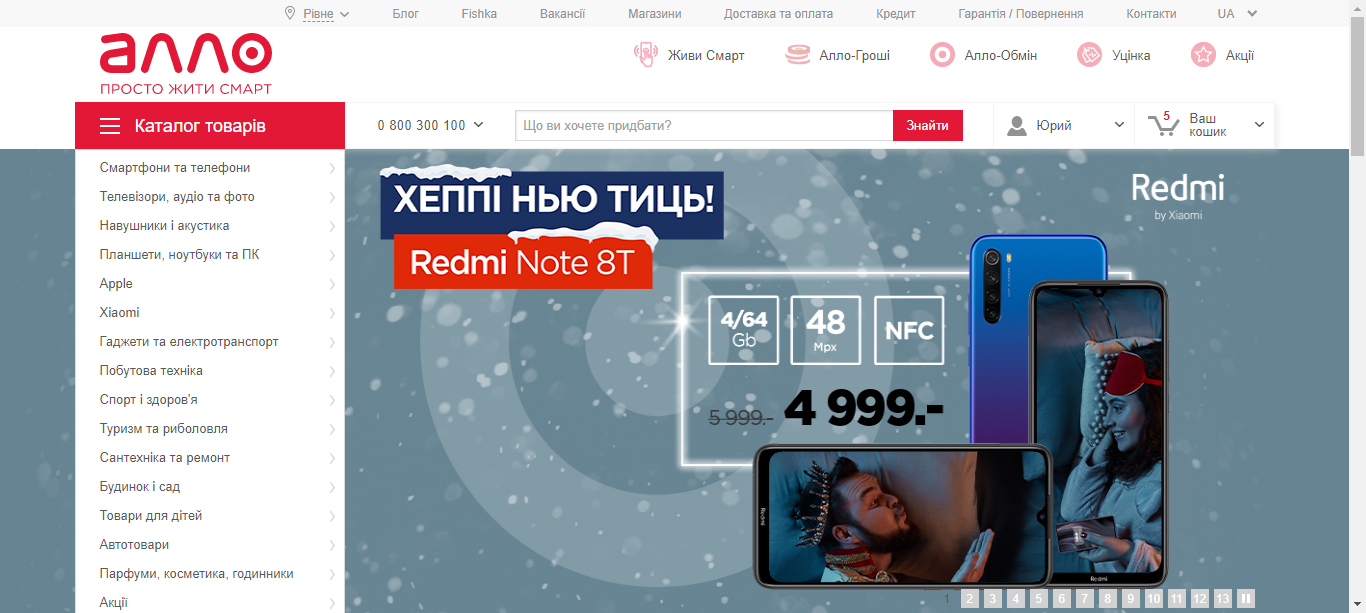 Рівне
Блог
Fishka
Вакансії
Магазини
Доставка та оплата
Кредит
Гарантія / Повернення
Контакти
UA
алло
ПРОСТО ЖИТИ СМАРТ
Живи Смарт
Алло-Гроші
Алло-Обмін
Уцінка
Акції
Каталог товарів
0 800 300 100
Що ви хочете придбати?
Знайти
Юрий
5
Ваш
кошик
Смартфони та телефони
Телевізори, аудіо та фото
Навушники і акустика
Планшети, ноутбуки та ПК
Apple
Xiaomi
Гаджети та електротранспорт
Побутова техніка
Спорт і здоров'я
Туризм та риболовля
Сантехніка та ремонт
Будинок і сад
Товари для дітей
Автотовари
Парфуми, косметика, годинники
Акції
ХЕППІ НЬЮ ТИЦЬ!
Redmi Note 8T
Redmi
by Xiaomi
4/64
Gb
48
Mpx
NFC
5 999.- 4 999.-
Redmi
Redmi
1 2 3 4 5 6 7 8 9 10 11 12 13